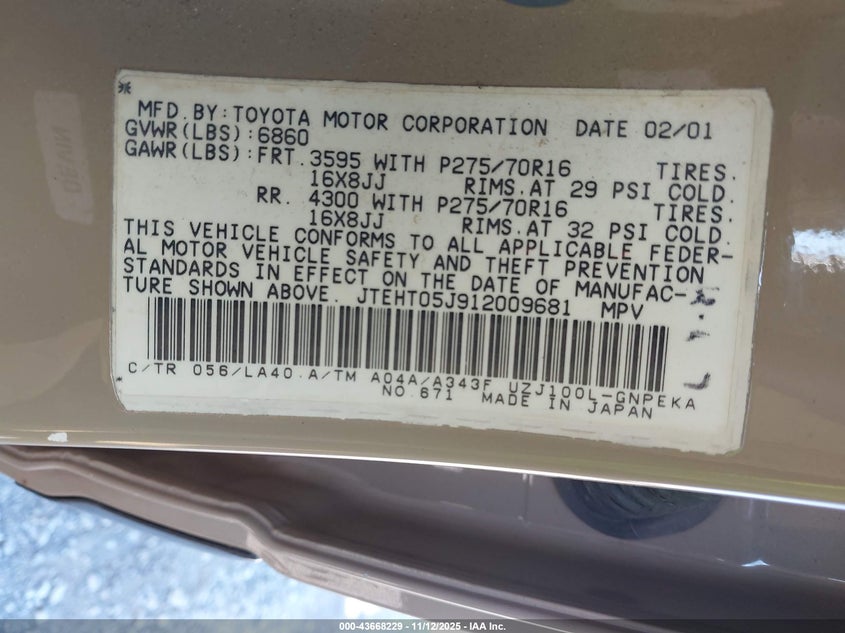 *
MFD. BY: TOYOTA MOTOR CORPORATION DATE 02/01
GVWR(LBS): 6860
GAWR(LBS): FRT. 3595 WITH P275/70R16 TIRES.
16X8JJ RIMS. AT 29 PSI COLD.
RR. 4300 WITH P275/70R16 TIRES.
16X8JJ RIMS. AT 32 PSI COLD.
THIS VEHICLE CONFORMS TO ALL APPLICABLE FEDER-
AL MOTOR VEHICLE SAFETY AND THEFT PREVENTION
STANDARDS IN EFFECT ON THE DATE OF MANUFAC-
TURE SHOWN ABOVE. JTEHT05J912009681 MPV
C/TR 056/LA40. A/TM A04A/A343F UZJ100L-GNPEKA
NO. 671 MADE IN JAPAN
000-43668229 - 11/12/2025 - IAA Inc.